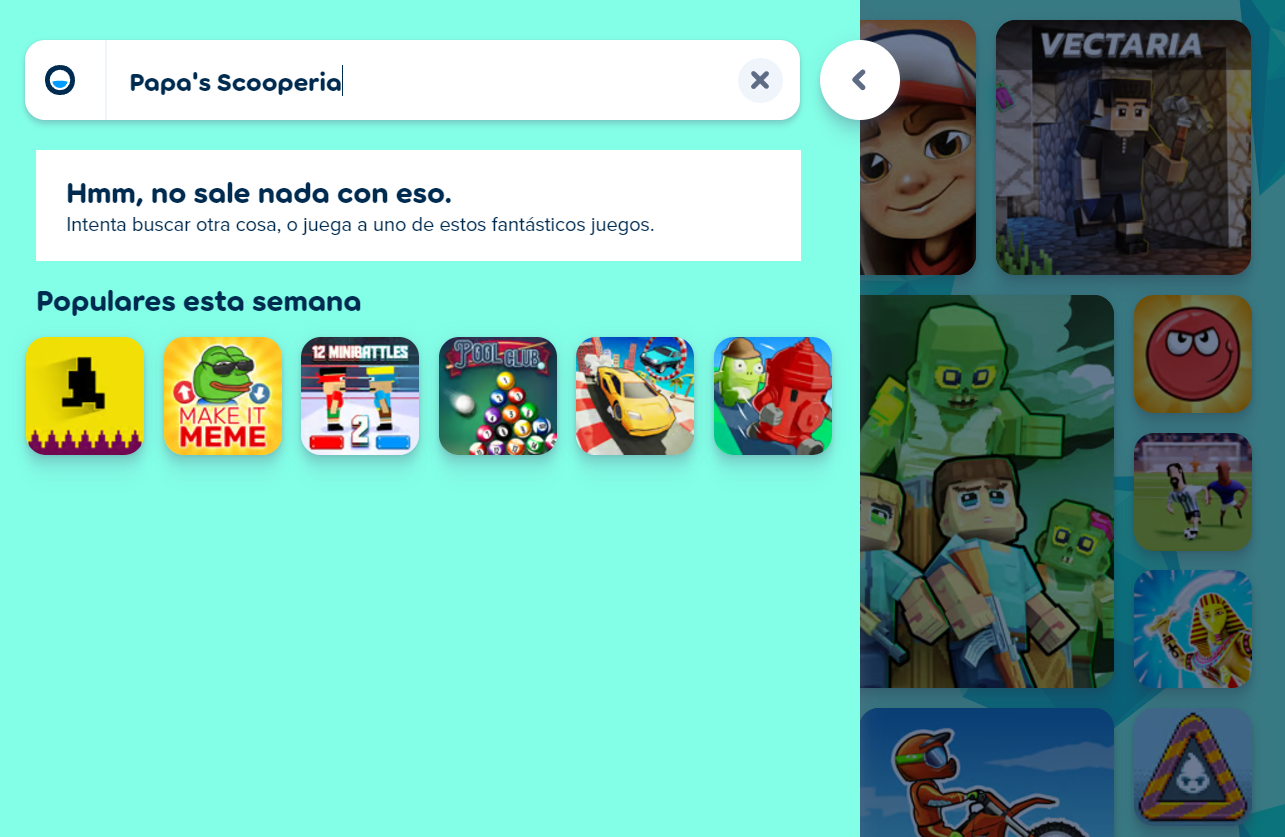 Papa's Scooperia
Hmm, no sale nada con eso.
Intenta buscar otra cosa, o juega a uno de estos fantásticos juegos.
Populares esta semana
MAKE IT
MEME
12 MINIBATTLES
2
POOL CLUB
VECTARIA